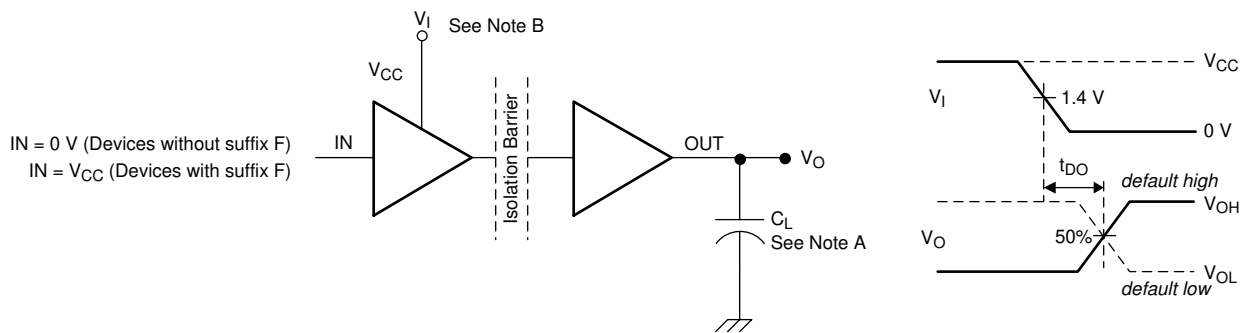 V_I
See Note B
V_CC
IN = 0 V (Devices without suffix F)
IN = V_CC (Devices with suffix F)
IN
Isolation Barrier
OUT
V_O
C_L
See Note A
V_I
V_CC
1.4 V
0 V
t_DO
default high
V_OH
V_O
50%
V_OL
default low